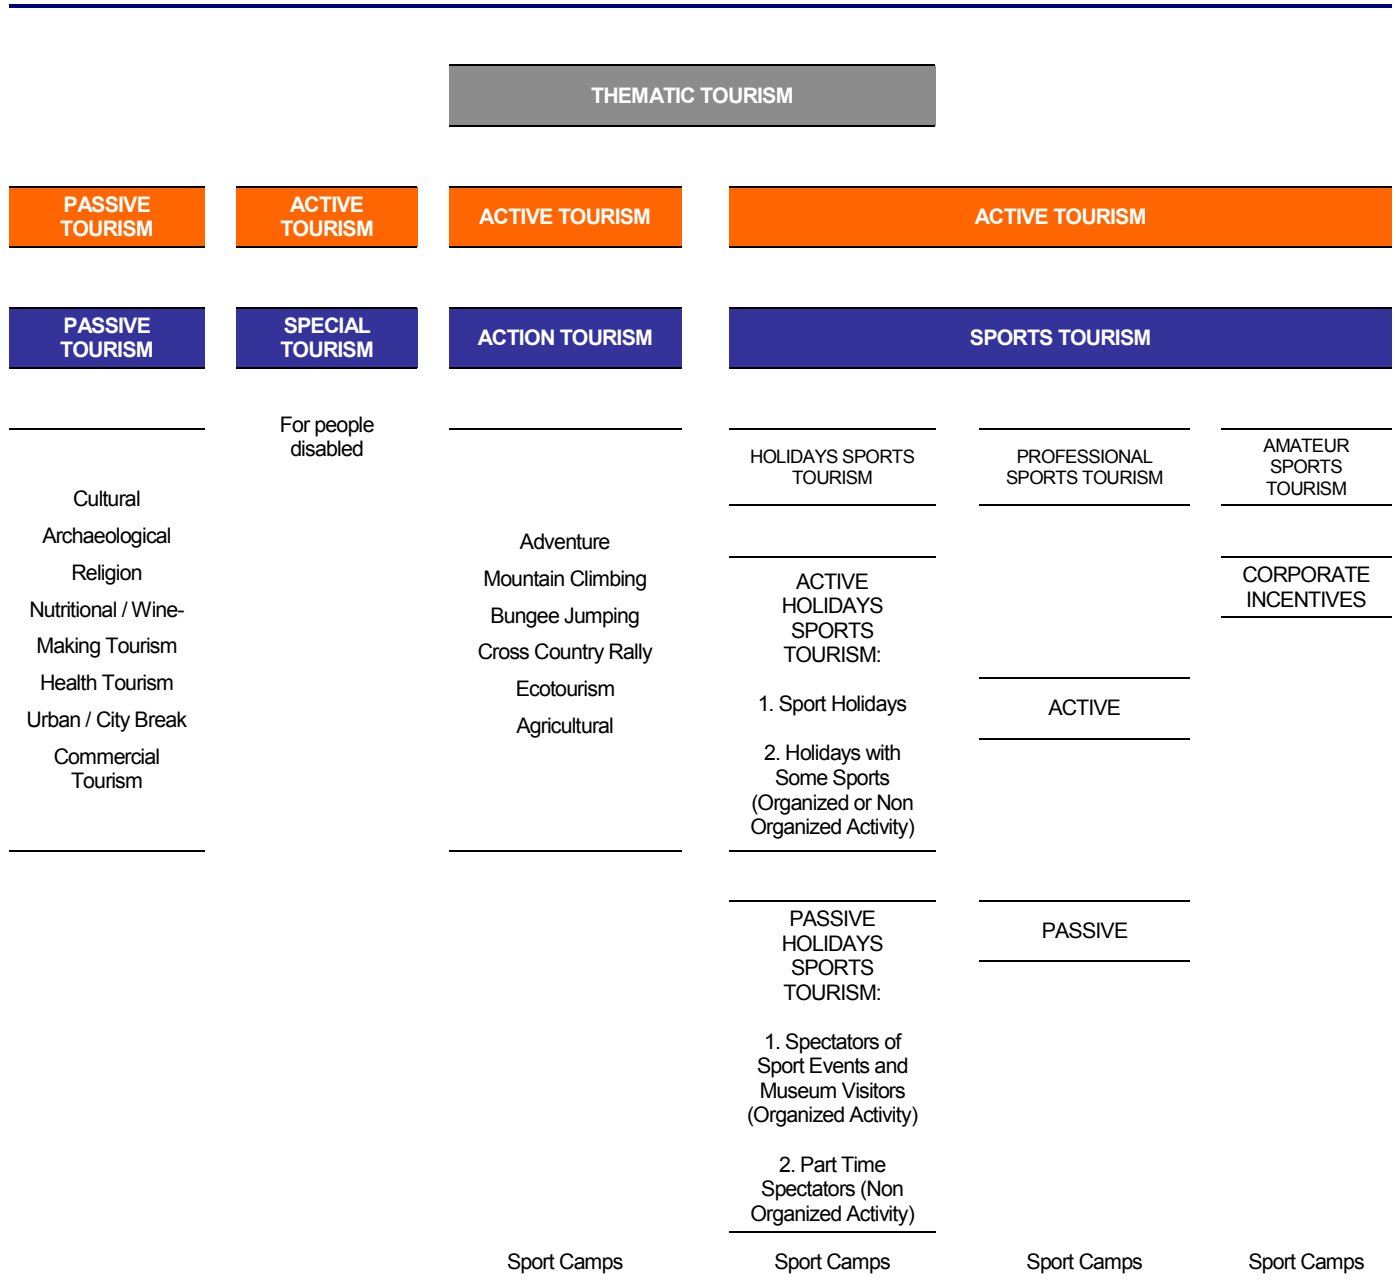 THEMATIC TOURISM
PASSIVE
TOURISM
ACTIVE
TOURISM
ACTIVE TOURISM
ACTIVE TOURISM
PASSIVE
TOURISM
SPECIAL
TOURISM
ACTION TOURISM
SPORTS TOURISM
Cultural
Archaeological
Religion
Nutritional / Wine-
Making Tourism
Health Tourism
Urban / City Break
Commercial
Tourism
For people
disabled
Adventure
Mountain Climbing
Bungee Jumping
Cross Country Rally
Ecotourism
Agricultural
HOLIDAYS SPORTS
TOURISM
ACTIVE
HOLIDAYS
SPORTS
TOURISM:
1. Sport Holidays
2. Holidays with
Some Sports
(Organized or Non
Organized Activity)
PASSIVE
HOLIDAYS
SPORTS
TOURISM:
1. Spectators of
Sport Events and
Museum Visitors
(Organized Activity)
2. Part Time
Spectators (Non
Organized Activity)
PROFESSIONAL
SPORTS TOURISM
ACTIVE
PASSIVE
AMATEUR
SPORTS
TOURISM
CORPORATE
INCENTIVES
Sport Camps
Sport Camps
Sport Camps
Sport Camps